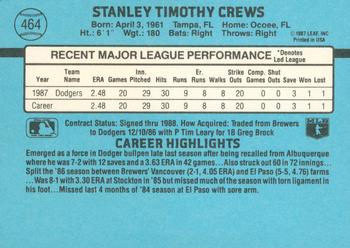 464
STANLEY TIMOTHY CREWS
Born: April 3, 1961 Tampa, FL Home: Ocoee, FL
Ht.: 6' 1" Wgt.: 180 Bats: Right Throws: Right
© 1987 LEAF, INC
Printed in USA
RECENT MAJOR LEAGUE PERFORMANCE
*Denotes Led League
Year Team ERA Games Inn. Pitched Hits Runs Er. Runs Walks Strike Outs Comp. Games Shut Outs Saves Won Lost
1987 Dodgers 2.48 20 29 30 9 8 8 20 0 0 3 1 1
Career 2.48 20 29 30 9 8 8 20 0 0 3 1 1
Contract Status: Signed thru 1988. How Acquired: Traded from Brewers
to Dodgers 12/10/86 with P Tim Leary for 1B Greg Brock
CAREER HIGHLIGHTS
Emerged as a force in Dodger bullpen late last season after being recalled from Albuquerque
where he was 7-2 with 12 saves and a 3.63 ERA in 42 games...Also struck out 60 in 72 innings...
Split the '86 season between Brewers' Vancouver (2-1, 4.05 ERA) and El Paso (5-5, 4.76) farms
...Was 8-1 with 3.30 ERA at Stockton in '85 but missed much of the season with torn ligament in
his foot...Missed last 4 months of '84 season at El Paso with sore arm.